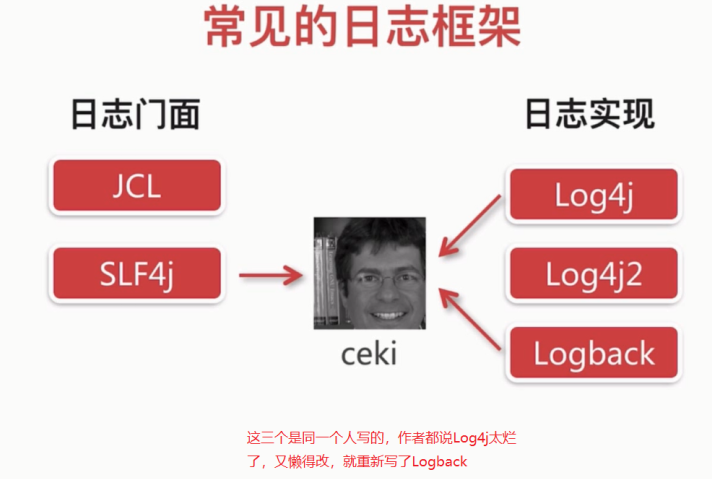 常见的日志框架
日志门面
日志实现
JCL
Log4j
SLF4j
Log4j2
Logback
ceki
这三个是同一个人写的，作者都说Log4j太烂
了，又懒得改，就重新写了Logback